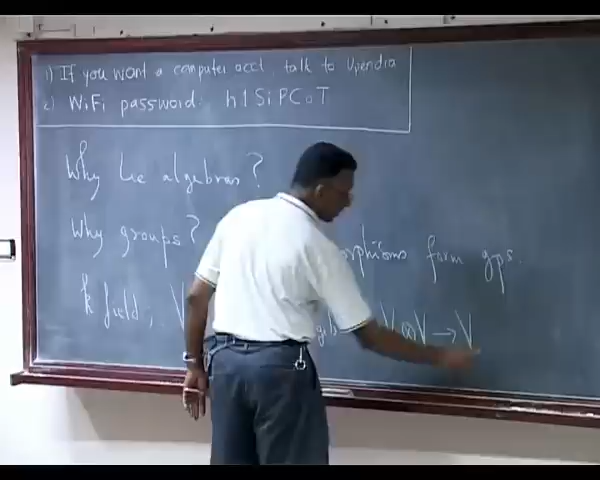 1) If you want a computer acct, talk to Upendra
2) WiFi password: h1SiPCoT
Why Lie algebras?
Why groups? rphisms form gps.
k field, V V⊗V → V